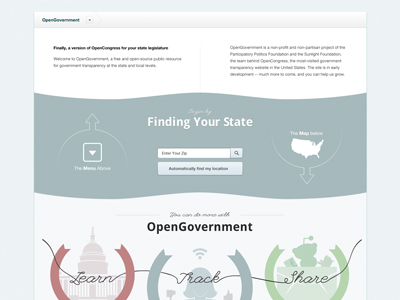 OpenGovernment
Finally, a version of OpenCongress for your state legislature
Welcome to OpenGovernment, a free and open-source public resource
for government transparency at the state and local levels.
OpenGovernment is a non-profit and non-partisan project of the
Participatory Politics Foundation and the Sunlight Foundation,
the team behind OpenCongress, the most-visited government
transparency website in the United States. The site is in early
development -- much more to come, and you can help us grow.
Begin by
Finding Your State
The Menu Above
Enter Your Zip
Automatically find my location
The Map below
You can do more with
OpenGovernment
Learn
Track
Share